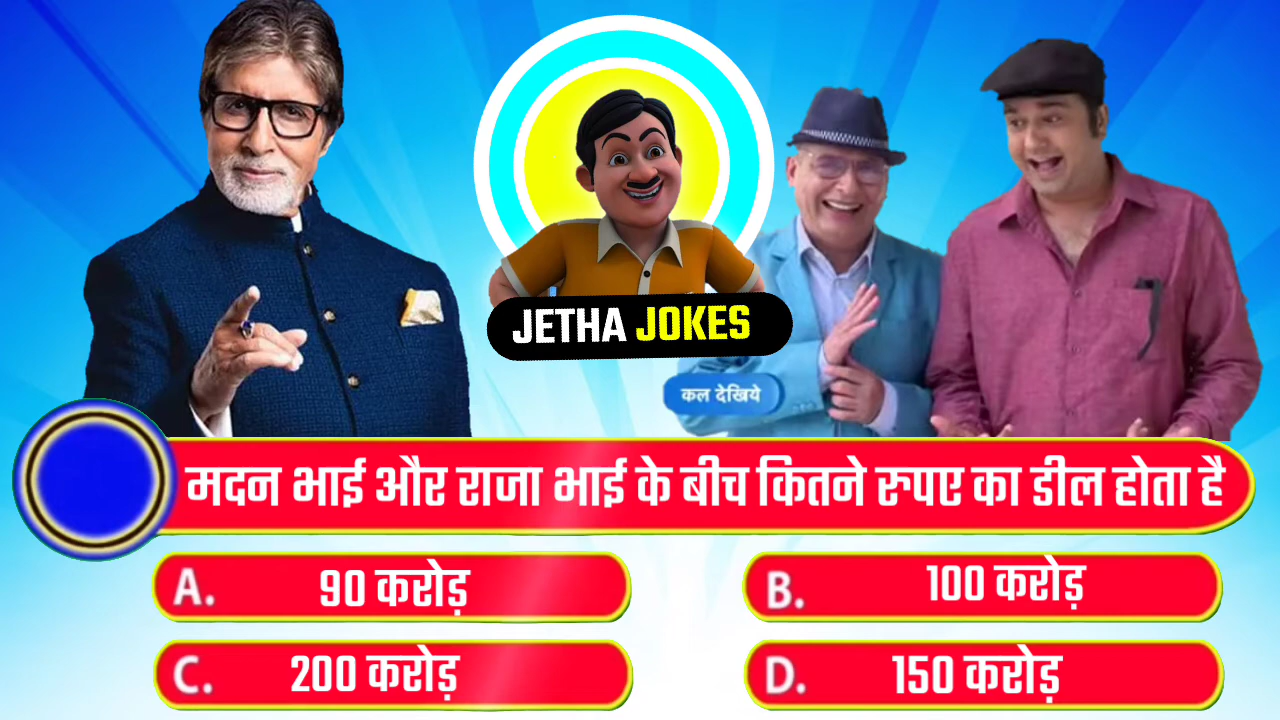 JETHA JOKES
कल देखिये
मदन भाई और राजा भाई के बीच कितने रुपए का डील होता है
A. 90 करोड़
B. 100 करोड़
C. 200 करोड़
D. 150 करोड़